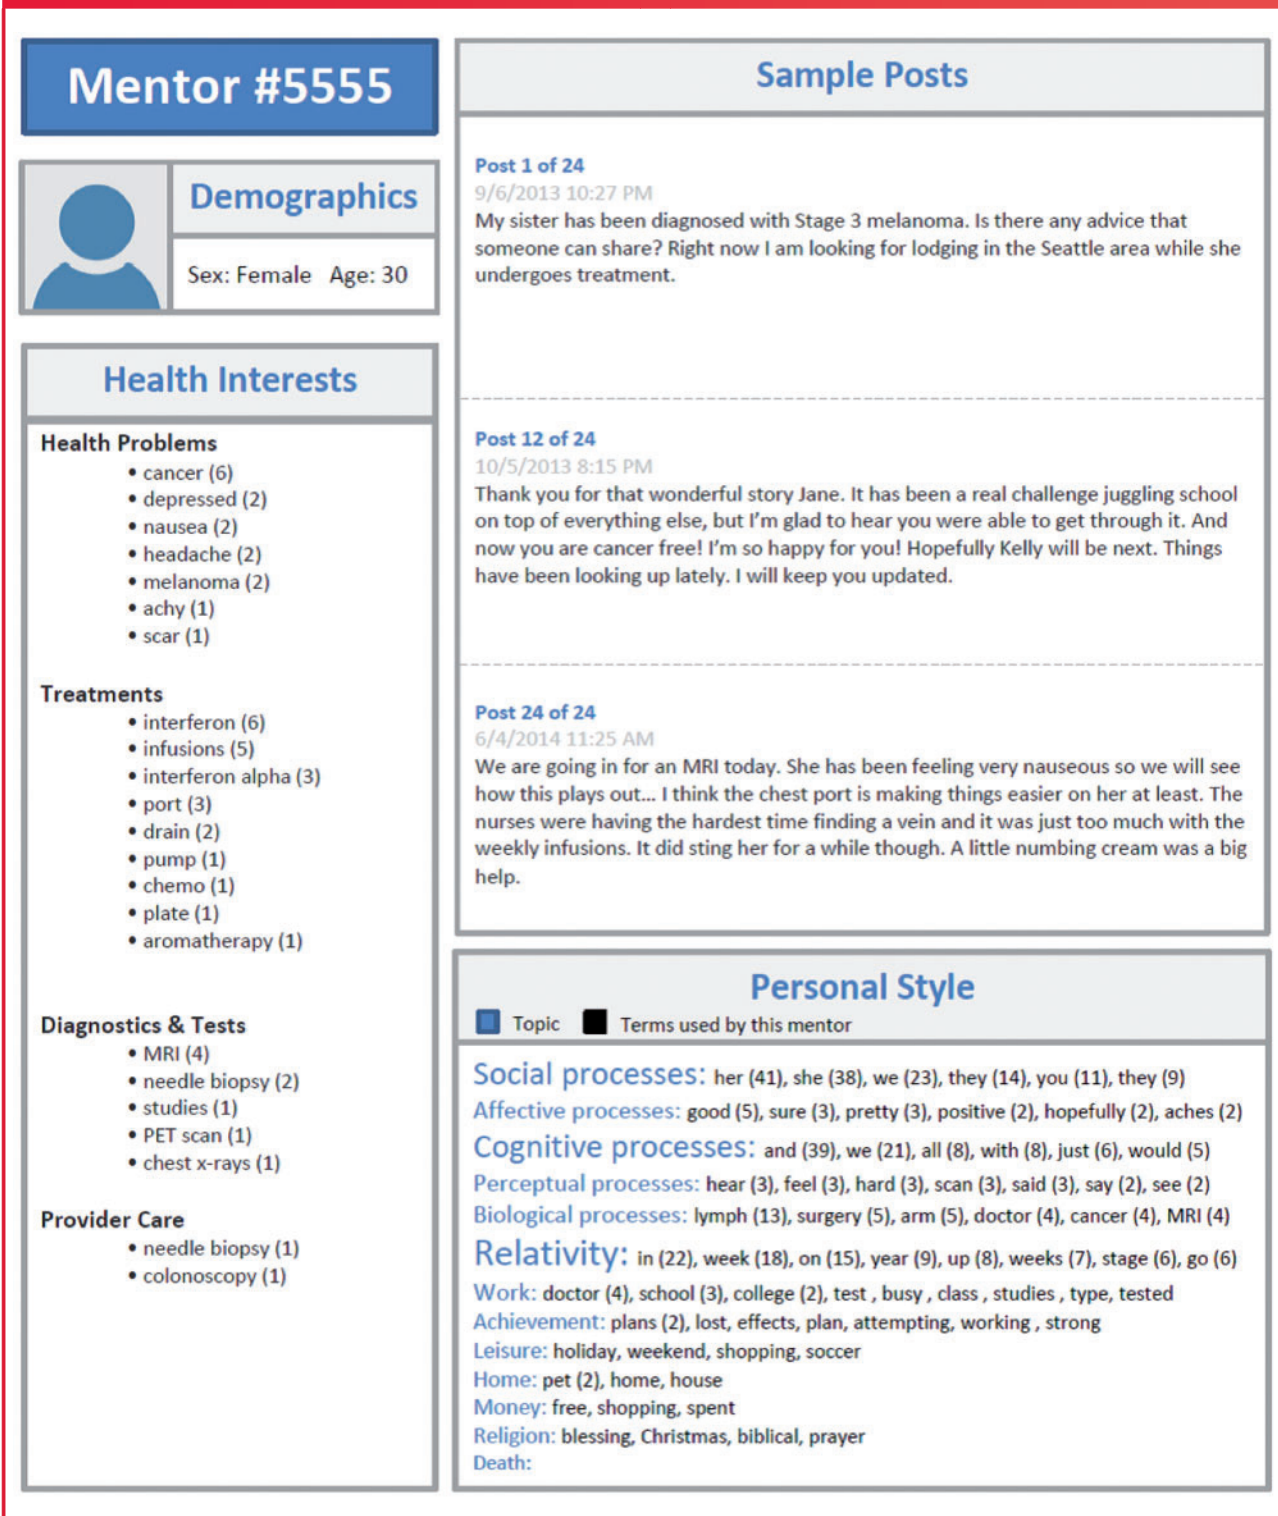 Mentor #5555
Demographics
Sex: Female Age: 30
Health Interests
Health Problems
• cancer (6)
• depressed (2)
• nausea (2)
• headache (2)
• melanoma (2)
• achy (1)
• scar (1)
Treatments
• interferon (6)
• infusions (5)
• interferon alpha (3)
• port (3)
• drain (2)
• pump (1)
• chemo (1)
• plate (1)
• aromatherapy (1)
Diagnostics & Tests
• MRI (4)
• needle biopsy (2)
• studies (1)
• PET scan (1)
• chest x-rays (1)
Provider Care
• needle biopsy (1)
• colonoscopy (1)
Sample Posts
Post 1 of 24
9/6/2013 10:27 PM
My sister has been diagnosed with Stage 3 melanoma. Is there any advice that
someone can share? Right now I am looking for lodging in the Seattle area while she
undergoes treatment.
Post 12 of 24
10/5/2013 8:15 PM
Thank you for that wonderful story Jane. It has been a real challenge juggling school
on top of everything else, but I'm glad to hear you were able to get through it. And
now you are cancer free! I'm so happy for you! Hopefully Kelly will be next. Things
have been looking up lately. I will keep you updated.
Post 24 of 24
6/4/2014 11:25 AM
We are going in for an MRI today. She has been feeling very nauseous so we will see
how this plays out... I think the chest port is making things easier on her at least. The
nurses were having the hardest time finding a vein and it was just too much with the
weekly infusions. It did sting her for a while though. A little numbing cream was a big
help.
Personal Style
Topic Terms used by this mentor
Social processes: her (41), she (38), we (23), they (14), you (11), they (9)
Affective processes: good (5), sure (3), pretty (3), positive (2), hopefully (2), aches (2)
Cognitive processes: and (39), we (21), all (8), with (8), just (6), would (5)
Perceptual processes: hear (3), feel (3), hard (3), scan (3), said (3), say (2), see (2)
Biological processes: lymph (13), surgery (5), arm (5), doctor (4), cancer (4), MRI (4)
Relativity: in (22), week (18), on (15), year (9), up (8), weeks (7), stage (6), go (6)
Work: doctor (4), school (3), college (2), test , busy , class , studies , type, tested
Achievement: plans (2), lost, effects, plan, attempting, working , strong
Leisure: holiday, weekend, shopping, soccer
Home: pet (2), home, house
Money: free, shopping, spent
Religion: blessing, Christmas, biblical, prayer
Death: